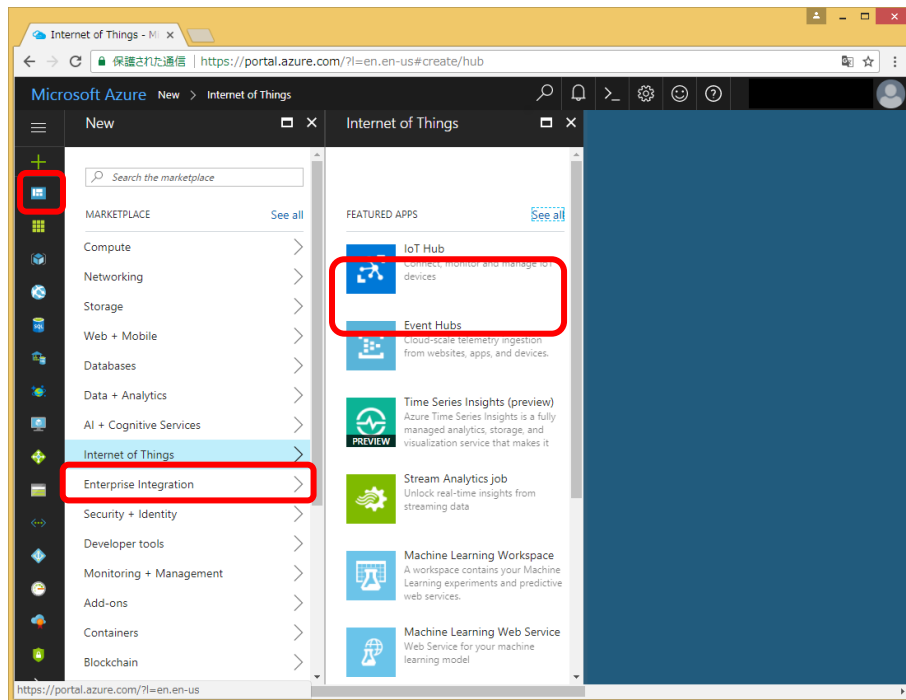 Internet of Things - Mi
保護された通信 https://portal.azure.com/?l=en.en-us#create/hub
Microsoft Azure New > Internet of Things
New
Search the marketplace
MARKETPLACE See all
Compute
Networking
Storage
Web + Mobile
Databases
Data + Analytics
AI + Cognitive Services
Internet of Things
Enterprise Integration
Security + Identity
Developer tools
Monitoring + Management
Add-ons
Containers
Blockchain
Internet of Things
FEATURED APPS See all
IoT Hub
Connect, monitor and manage IoT
devices
Event Hubs
Cloud-scale telemetry ingestion
from websites, apps, and devices.
Time Series Insights (preview)
Azure Time Series Insights is a fully
managed analytics, storage, and
visualization service that makes it
PREVIEW
Stream Analytics job
Unlock real-time insights from
streaming data
Machine Learning Workspace
A workspace contains your Machine
Learning experiments and predictive
web services.
Machine Learning Web Service
Web Service for your machine
learning model
SQL
https://portal.azure.com/?l=en.en-us